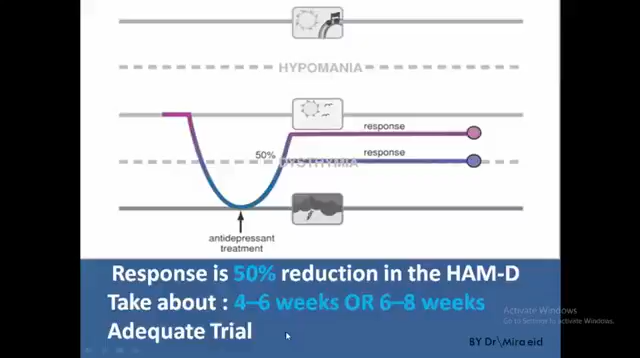 HYPOMANIA
response
50%
DYSTHYMIA
response
antidepressant
treatment
Response is 50% reduction in the HAM-D
Take about : 4–6 weeks OR 6–8 weeks
Adequate Trial
Activate Windows
Go to Settings to activate Windows.
BY Dr\Mira eid